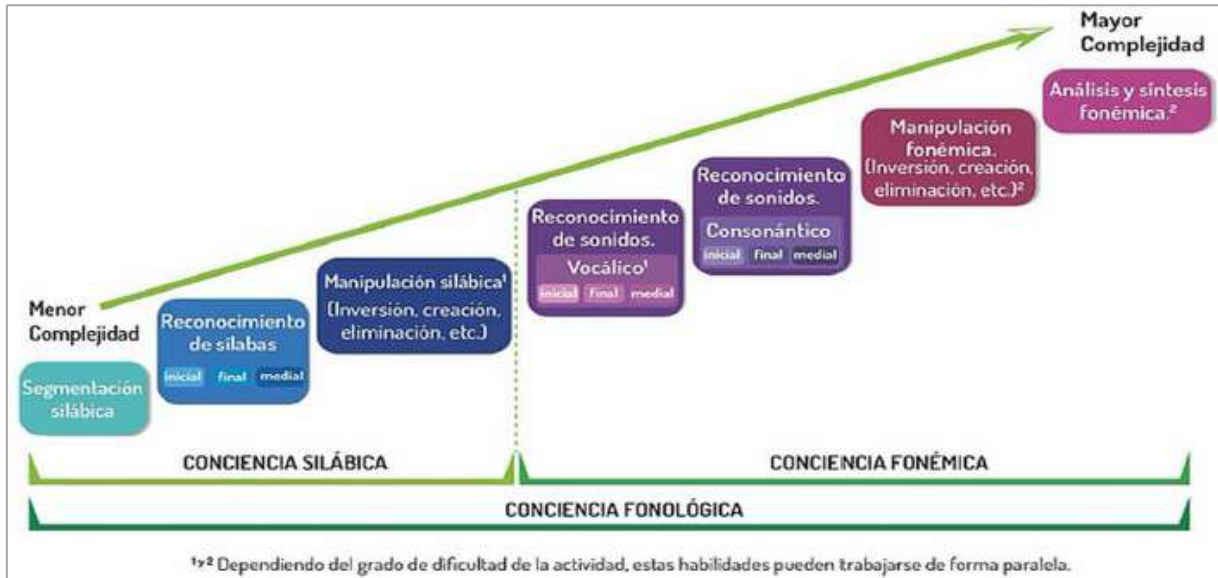 Mayor
Complejidad
Análisis y síntesis
fonémica.²
Manipulación
fonémica.
(Inversión, creación,
eliminación, etc.)²
Reconocimiento
de sonidos.
Consonántico
inicial final medial
Reconocimiento
de sonidos.
Vocálico¹
inicial final medial
Manipulación silábica¹
(Inversión, creación,
eliminación, etc.)
Menor
Complejidad
Reconocimiento
de sílabas
inicial final medial
Segmentación
silábica
CONCIENCIA SILÁBICA
CONCIENCIA FONÉMICA
CONCIENCIA FONOLÓGICA
¹ʸ² Dependiendo del grado de dificultad de la actividad, estas habilidades pueden trabajarse de forma paralela.